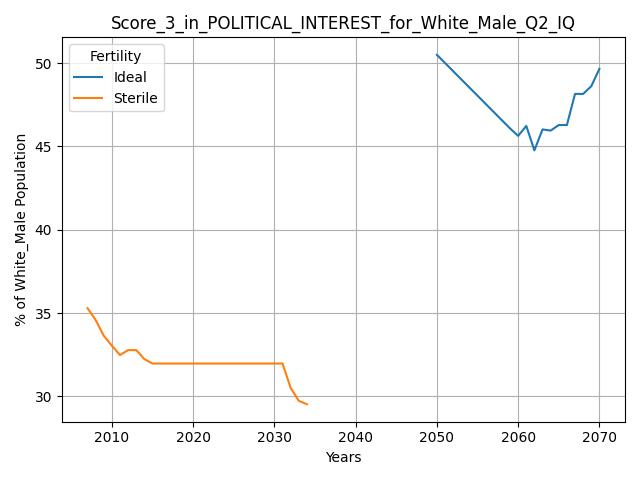 Score_3_in_POLITICAL_INTEREST_for_White_Male_Q2_IQ
Fertility
Ideal
Sterile
% of White_Male Population
50
45
40
35
30
2010 2020 2030 2040 2050 2060 2070
Years